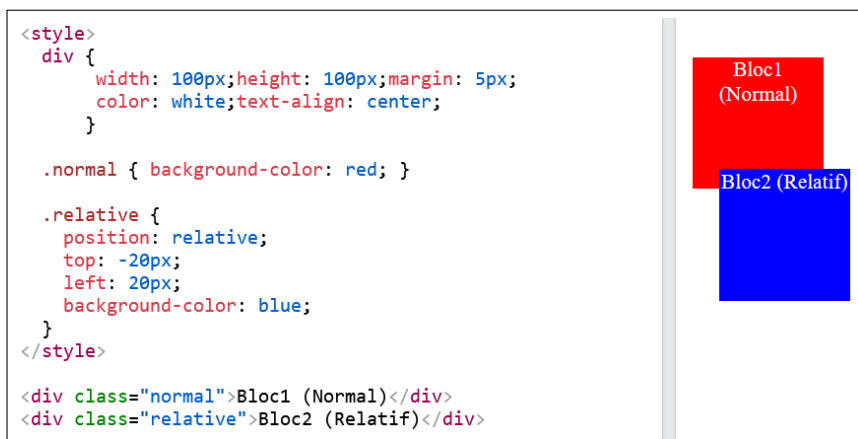 <style>
div {
width: 100px;height: 100px;margin: 5px;
color: white;text-align: center;
}
.normal { background-color: red; }
.relative {
position: relative;
top: -20px;
left: 20px;
background-color: blue;
}
</style>
<div class="normal">Bloc1 (Normal)</div>
<div class="relative">Bloc2 (Relatif)</div>
Bloc1
(Normal)
Bloc2 (Relatif)